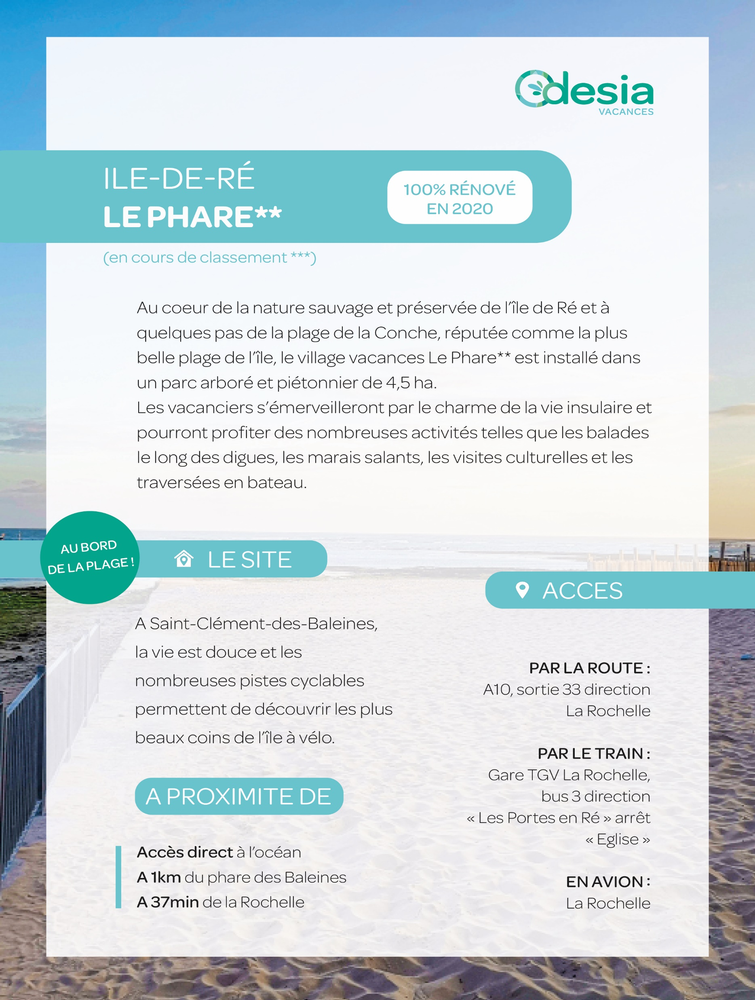 Odesia
VACANCES
ILE-DE-RÉ
LE PHARE**
100% RÉNOVÉ
EN 2020
(en cours de classement ***)
Au coeur de la nature sauvage et préservée de l’île de Ré et à
quelques pas de la plage de la Conche, réputée comme la plus
belle plage de l’île, le village vacances Le Phare** est installé dans
un parc arboré et piétonnier de 4,5 ha.
Les vacanciers s’émerveilleront par le charme de la vie insulaire et
pourront profiter des nombreuses activités telles que les balades
le long des digues, les marais salants, les visites culturelles et les
traversées en bateau.
AU BORD
DE LA PLAGE !
LE SITE
A Saint-Clément-des-Baleines,
la vie est douce et les
nombreuses pistes cyclables
permettent de découvrir les plus
beaux coins de l’île à vélo.
A PROXIMITE DE
Accès direct à l’océan
A 1km du phare des Baleines
A 37min de la Rochelle
ACCES
PAR LA ROUTE :
A10, sortie 33 direction
La Rochelle
PAR LE TRAIN :
Gare TGV La Rochelle,
bus 3 direction
« Les Portes en Ré » arrêt
« Eglise »
EN AVION :
La Rochelle